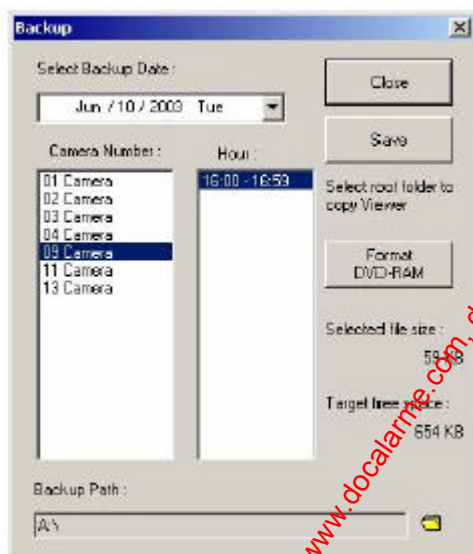 Backup
Select Backup Date :
Jun / 10 / 2003 Tue
Close
Save
Camera Number :
Hour :
01 Camera
02 Camera
03 Camera
04 Camera
09 Camera
11 Camera
13 Camera
16:00 - 16:59
Select root folder to
copy Viewer
Format
DVD-RAM
Selected file size :
KB
Target free space :
654 KB
Backup Path :
A:\
www.docalarme.com,